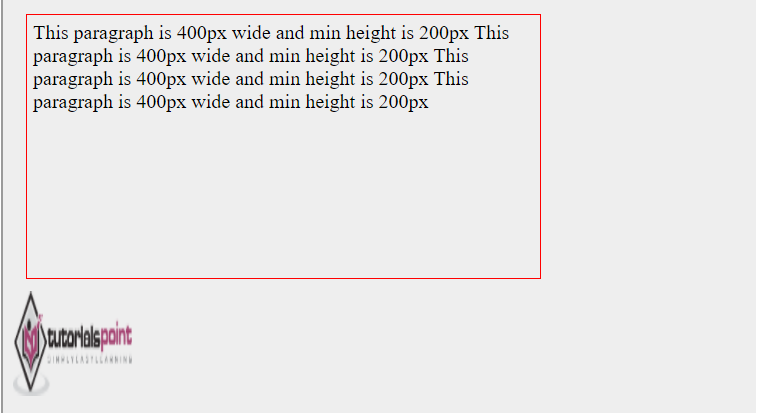 This paragraph is 400px wide and min height is 200px This
paragraph is 400px wide and min height is 200px This
paragraph is 400px wide and min height is 200px This
paragraph is 400px wide and min height is 200px
tutorialspoint
SIMPLYEASYLEARNING